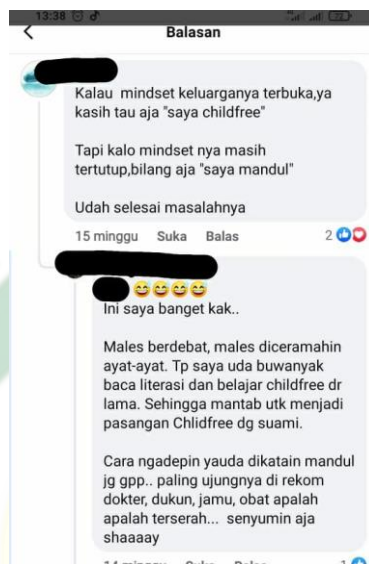 13:38
Balasan
Kalau mindset keluarganya terbuka,ya
kasih tau aja "saya childfree"
Tapi kalo mindset nya masih
tertutup,bilang aja "saya mandul"
Udah selesai masalahnya
15 minggu Suka Balas 2
😂😂😂😂
Ini saya banget kak..
Males berdebat, males diceramahin
ayat-ayat. Tp saya uda buwanyak
baca literasi dan belajar childfree dr
lama. Sehingga mantab utk menjadi
pasangan Chlidfree dg suami.
Cara ngadepin yauda dikatain mandul
jg gpp.. paling ujungnya di rekom
dokter, dukun, jamu, obat apalah
apalah terserah... senyumin aja
shaaaay